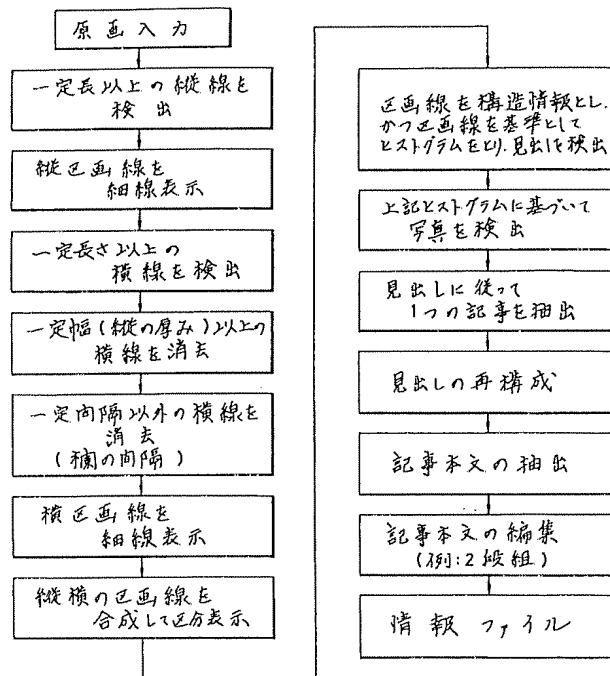 原画入力
一定長以上の縦線を
検出
縦区画線を
細線表示
一定長さ以上の
横線を検出
一定幅(縦の厚み)以上の
横線を消去
一定間隔以外の横線を
消去
(欄の間隔)
横区画線を
細線表示
縦横の区画線を
合成して区分表示
区画線を構造情報とし、
かつ区画線を基準として
ヒストグラムをとり、見出しを検出
上記ヒストグラムに基づいて
写真を検出
見出しに従って
1つの記事を抽出
見出しの再構成
記事本文の抽出
記事本文の編集
(例:2段組)
情報ファイル